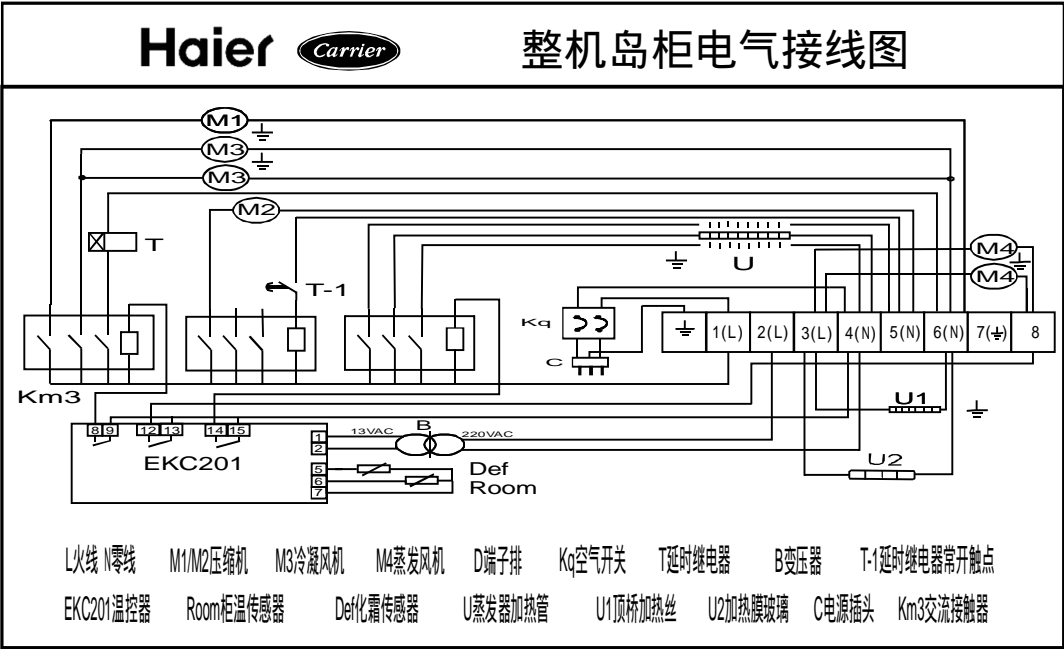 Haier Carrier 整机岛柜电气接线图
M1
M3
M3
M2
T
U
M4
T-1
M4
Kq
1(L) 2(L) 3(L) 4(N) 5(N) 6(N) 7(⏚) 8
C
Km3
U1
8 9 12 13 14 15
13VAC B 220VAC
1
2
EKC201
U2
5 Def
6
Room
7
L火线 N零线 M1/M2压缩机 M3冷凝风机 M4蒸发风机 D端子排 Kq空气开关 T延时继电器 B变压器 T-1延时继电器常开触点
EKC201温控器 Room柜温传感器 Def化霜传感器 U蒸发器加热管 U1顶桥加热丝 U2加热膜玻璃 C电源插头 Km3交流接触器